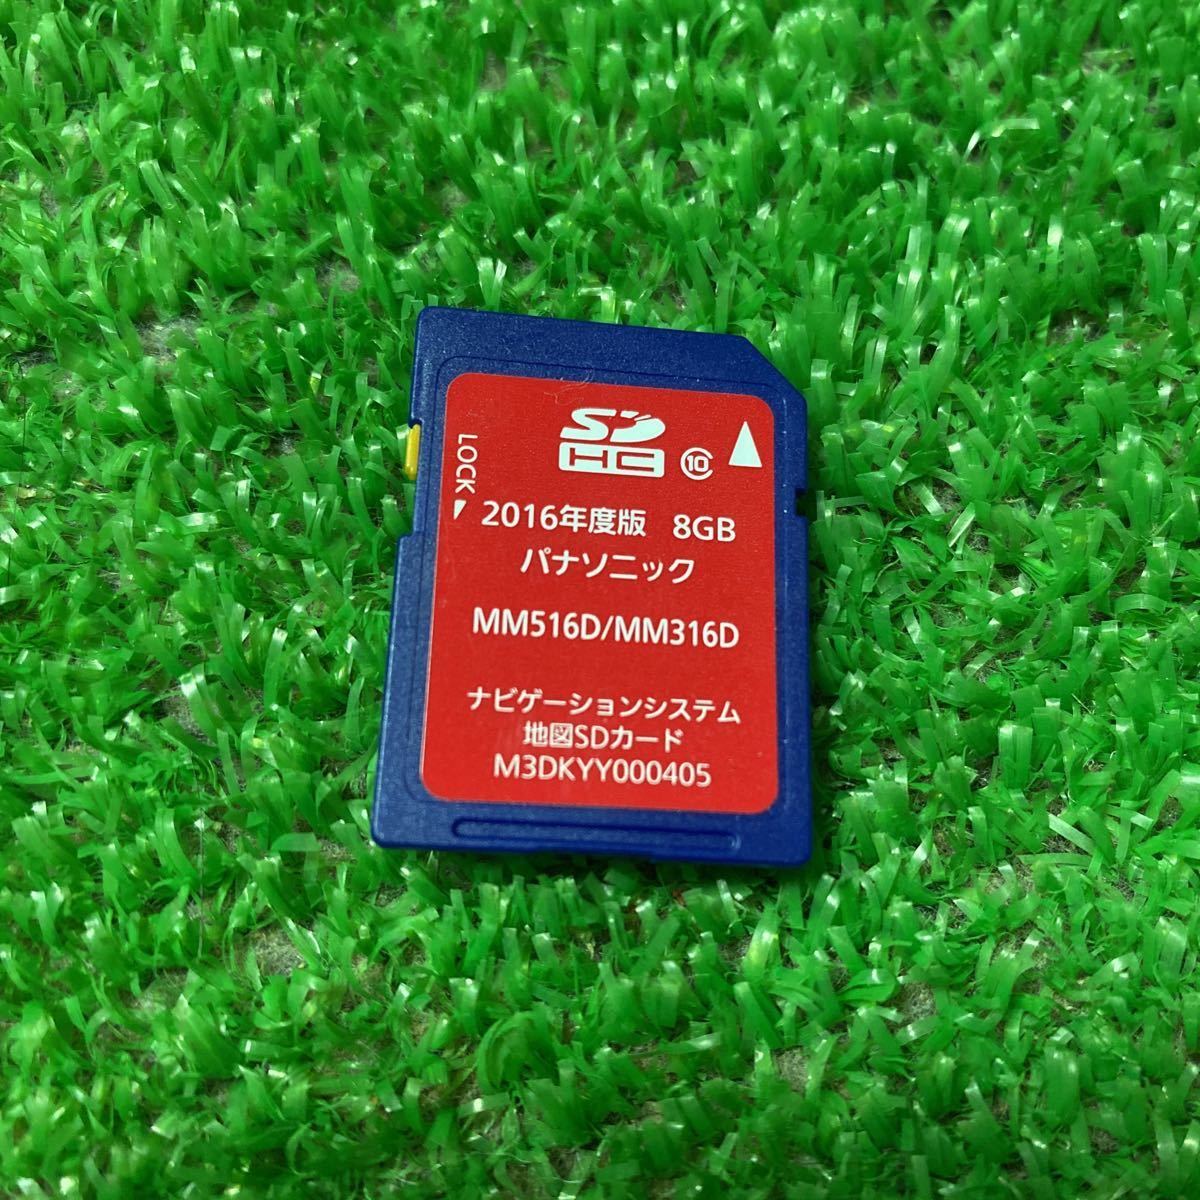 SD
HC 10
LOCK
2016年度版 8GB
パナソニック
MM516D/MM316D
ナビゲーションシステム
地図SDカード
M3DKYY000405